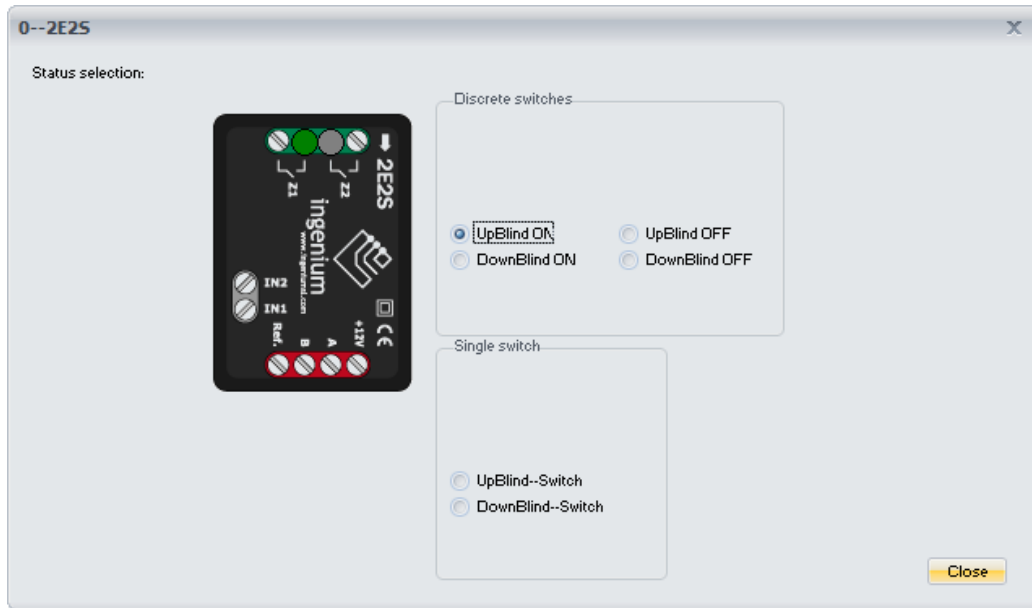 0--2E2S
X
Status selection:
Discrete switches
UpBlind ON
UpBlind OFF
DownBlind ON
DownBlind OFF
Z1
Z2
2E2S
ingenium
www.ingeniumsl.com
IN2
IN1
Ref.
B
A
+12V
CE
Single switch
UpBlind--Switch
DownBlind--Switch
Close